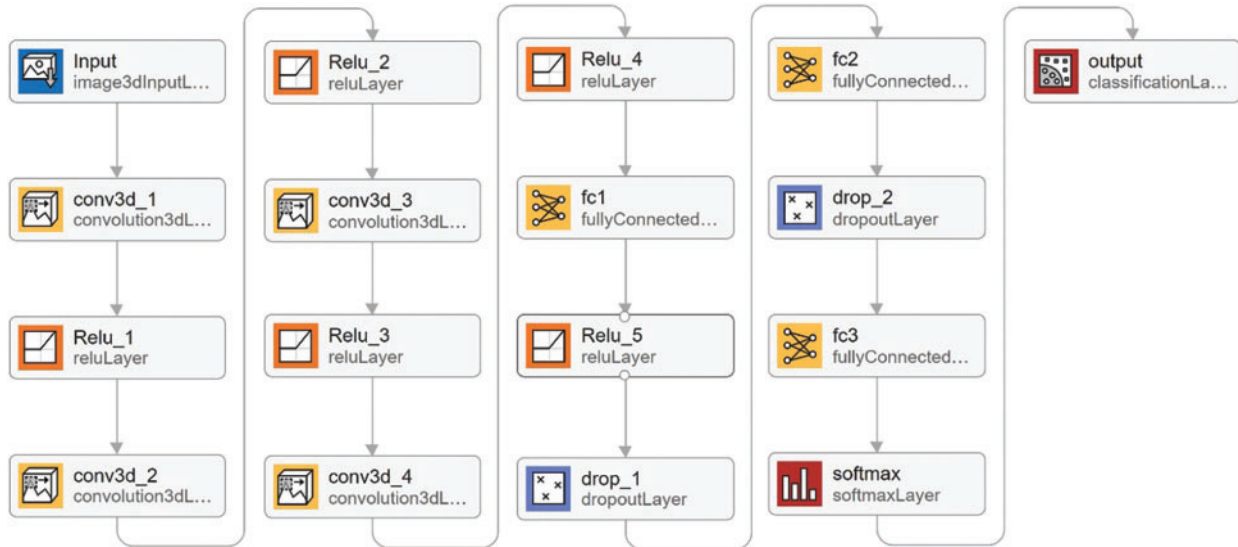 Input
image3dInputL...
conv3d_1
convolution3dL...
Relu_1
reluLayer
conv3d_2
convolution3dL...
Relu_2
reluLayer
conv3d_3
convolution3dL...
Relu_3
reluLayer
conv3d_4
convolution3dL...
Relu_4
reluLayer
fc1
fullyConnected...
Relu_5
reluLayer
drop_1
dropoutLayer
fc2
fullyConnected...
drop_2
dropoutLayer
fc3
fullyConnected...
softmax
softmaxLayer
output
classificationLa...